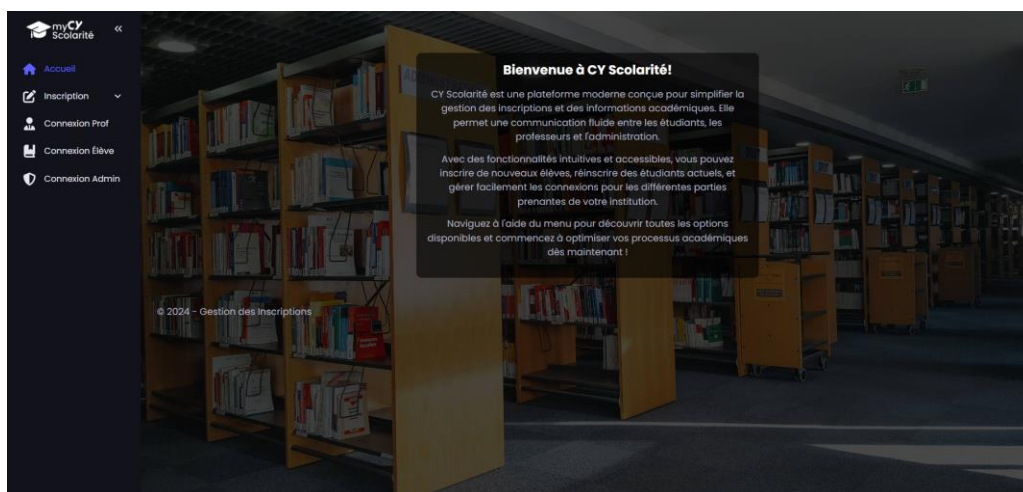 myCY
Scolarité
«
Accueil
Inscription
Connexion Prof
Connexion Élève
Connexion Admin
Bienvenue à CY Scolarité!
CY Scolarité est une plateforme moderne conçue pour simplifier la
gestion des inscriptions et des informations académiques. Elle
permet une communication fluide entre les étudiants, les
professeurs et l'administration.
Avec des fonctionnalités intuitives et accessibles, vous pouvez
inscrire de nouveaux élèves, réinscrire des étudiants actuels, et
gérer facilement les connexions pour les différentes parties
prenantes de votre institution.
Naviguez à l'aide du menu pour découvrir toutes les options
disponibles et commencez à optimiser vos processus académiques
dès maintenant !
© 2024 - Gestion des Inscriptions